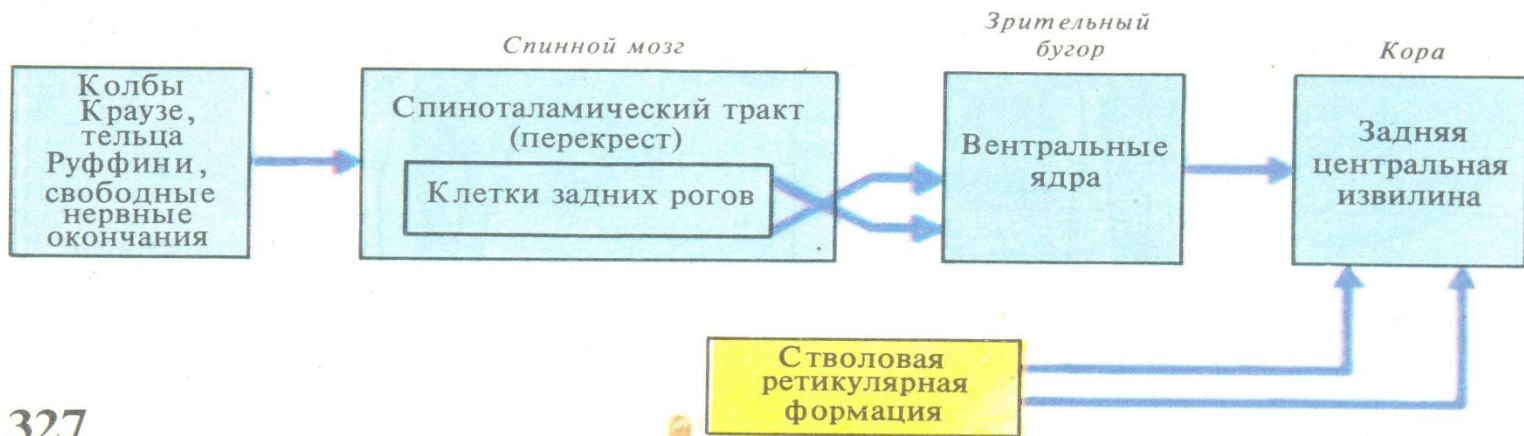 Спинной мозг
Зрительный
бугор
Кора
Колбы
Краузе,
тельца
Руффини,
свободные
нервные
окончания
Спиноталамический тракт
(перекрест)
Клетки задних рогов
Вентральные
ядра
Задняя
центральная
извилина
Стволовая
ретикулярная
формация
327